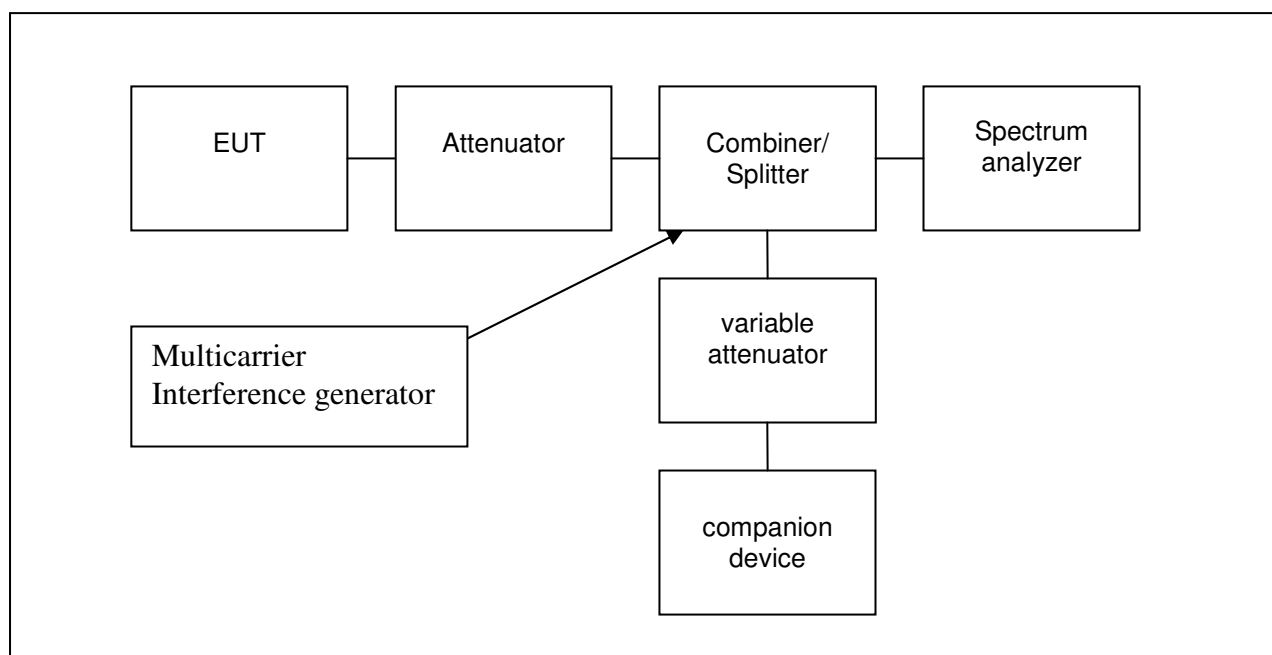 EUT
Attenuator
Combiner/
Splitter
Spectrum
analyzer
Multicarrier
Interference generator
variable
attenuator
companion
device